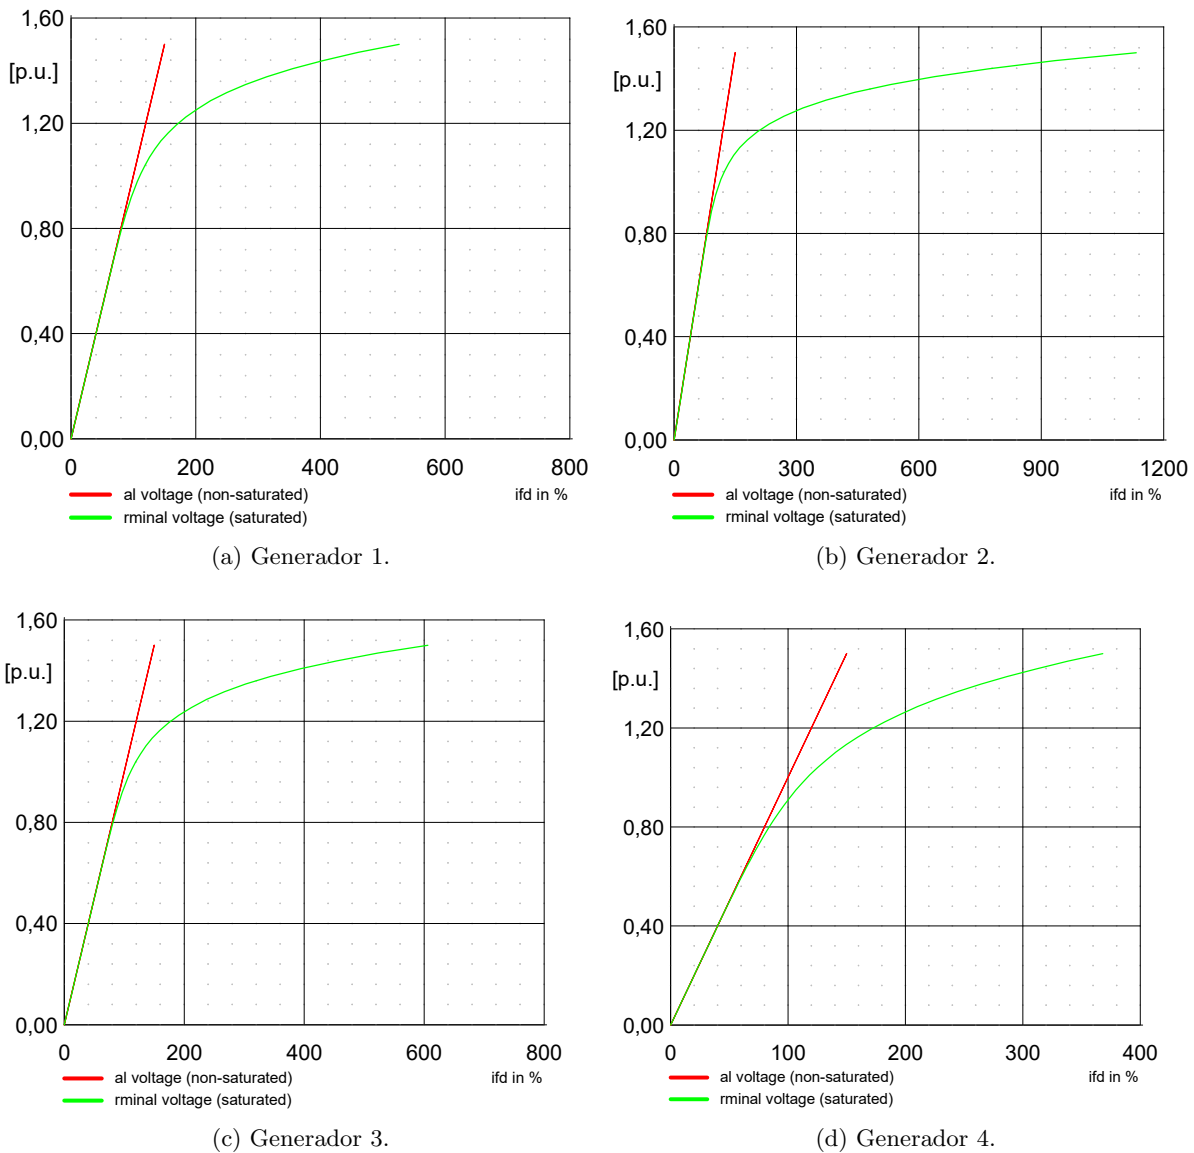 1,60
[p.u.]
1,20
0,80
0,40
0,00
0 200 400 600 800
al voltage (non-saturated) ifd in %
rminal voltage (saturated)
(a) Generador 1.
1,60
[p.u.]
1,20
0,80
0,40
0,00
0 300 600 900 1200
al voltage (non-saturated) ifd in %
rminal voltage (saturated)
(b) Generador 2.
1,60
[p.u.]
1,20
0,80
0,40
0,00
0 200 400 600 800
al voltage (non-saturated) ifd in %
rminal voltage (saturated)
(c) Generador 3.
1,60
[p.u.]
1,20
0,80
0,40
0,00
0 100 200 300 400
al voltage (non-saturated) ifd in %
rminal voltage (saturated)
(d) Generador 4.